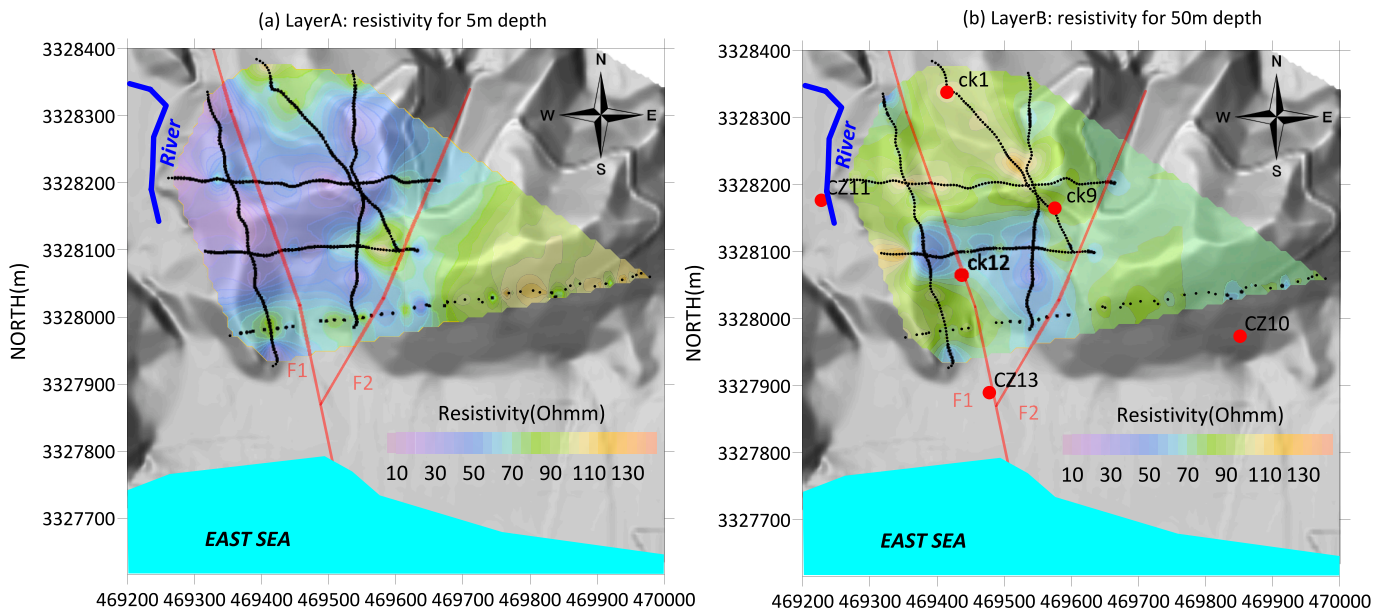 (a) LayerA: resistivity for 5m depth
3328400
3328300
3328200
3328100
3328000
3327900
3327800
3327700
NORTH(m)
River
N
W
E
S
F1
F2
Resistivity(Ohmm)
10 30 50 70 90 110 130
EAST SEA
469200 469300 469400 469500 469600 469700 469800 469900 470000
(b) LayerB: resistivity for 50m depth
3328400
3328300
3328200
3328100
3328000
3327900
3327800
3327700
NORTH(m)
River
N
W
E
S
ck1
CZ11
ck9
ck12
CZ10
CZ13
F1
F2
Resistivity(Ohmm)
10 30 50 70 90 110 130
EAST SEA
469200 469300 469400 469500 469600 469700 469800 469900 470000